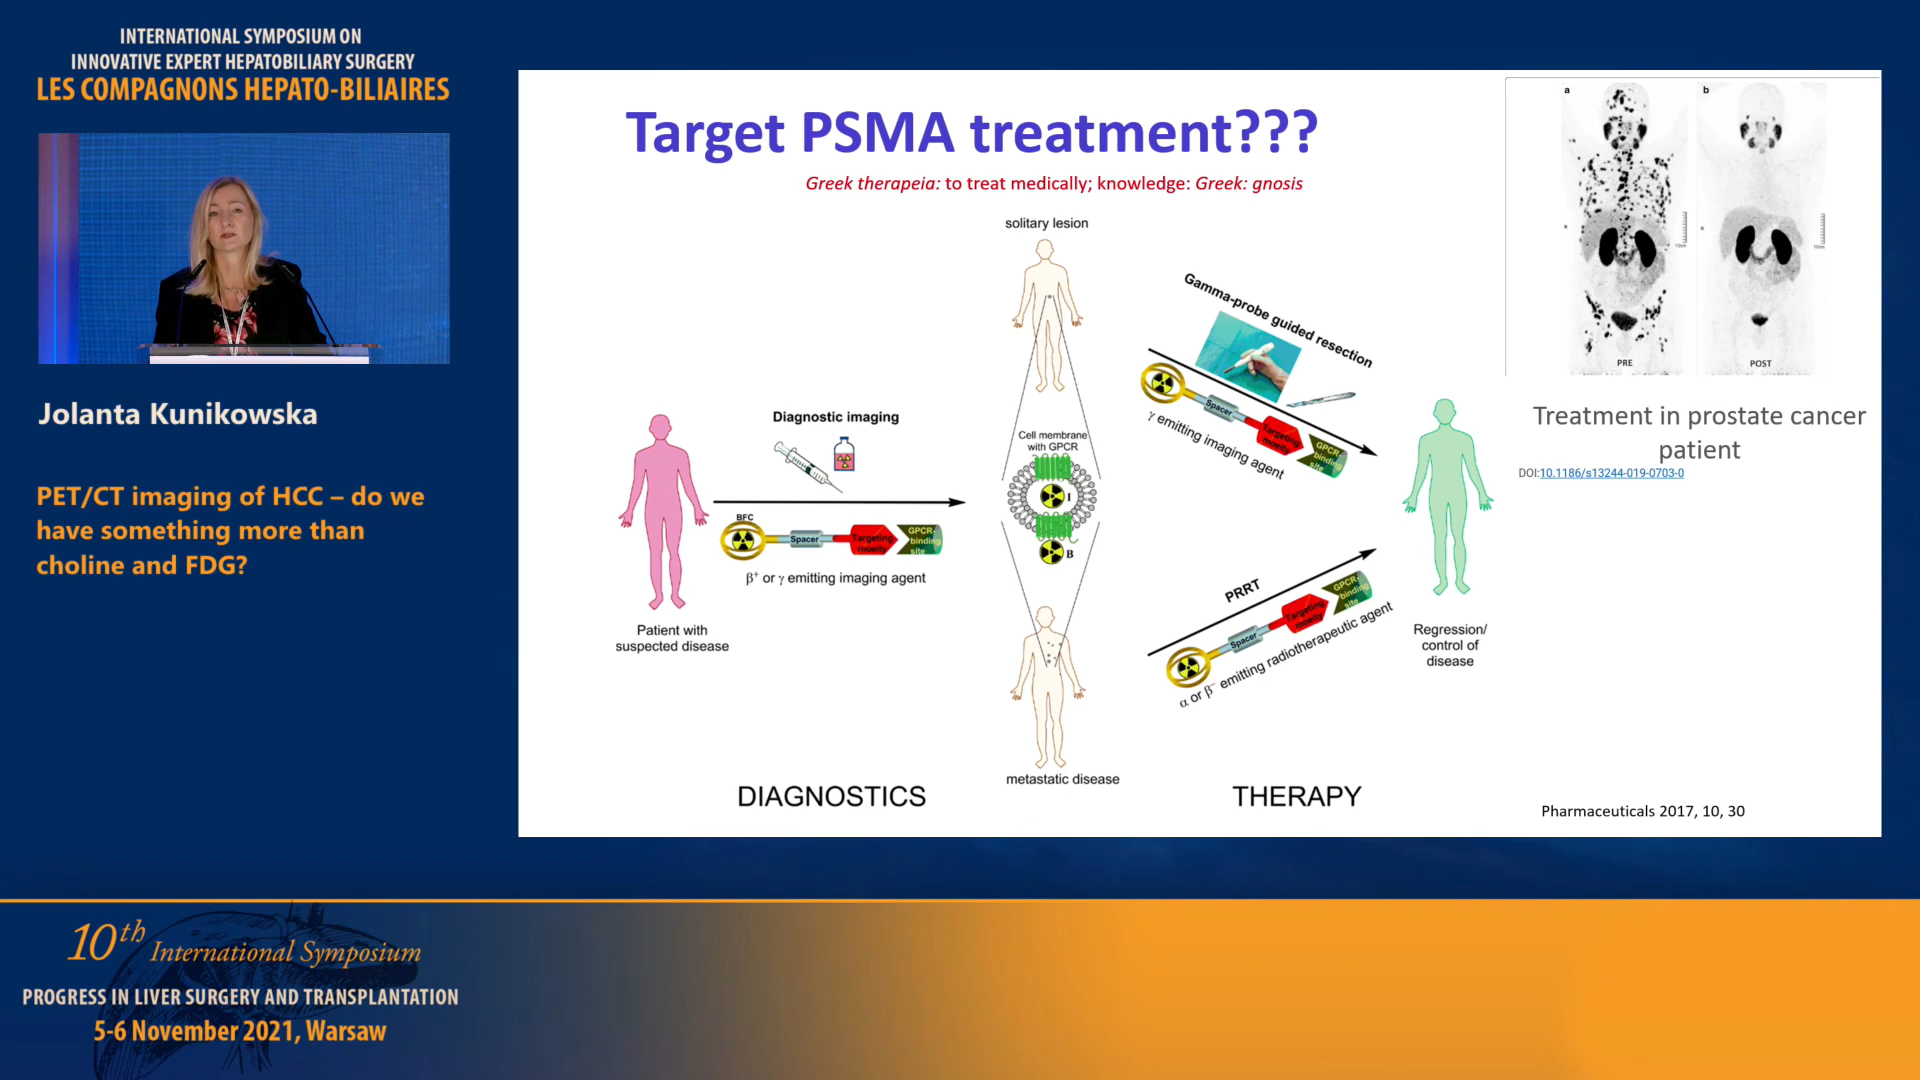 INTERNATIONAL SYMPOSIUM ON
INNOVATIVE EXPERT HEPATOBILIARY SURGERY
LES COMPAGNONS HEPATO-BILIAIRES
Jolanta Kunikowska
PET/CT imaging of HCC – do we
have something more than
choline and FDG?
Target PSMA treatment???
Greek therapeia: to treat medically; knowledge: Greek: gnosis
solitary lesion
Diagnostic imaging
BFC
Spacer
Targeting
moeity
GPCR-
binding
site
β⁺ or γ emitting imaging agent
Patient with
suspected disease
Cell membrane
with GPCR
I
B
metastatic disease
Gamma-probe guided resection
Spacer
Targeting
moeity
GPCR-
binding
site
γ emitting imaging agent
PRRT
Spacer
Targeting
moeity
GPCR-
binding
site
α or β⁻ emitting radiotherapeutic agent
Regression/
control of
disease
DIAGNOSTICS
THERAPY
a
b
PRE
POST
Treatment in prostate cancer
patient
DOI:10.1186/s13244-019-0703-0
Pharmaceuticals 2017, 10, 30
10th International Symposium
PROGRESS IN LIVER SURGERY AND TRANSPLANTATION
5-6 November 2021, Warsaw